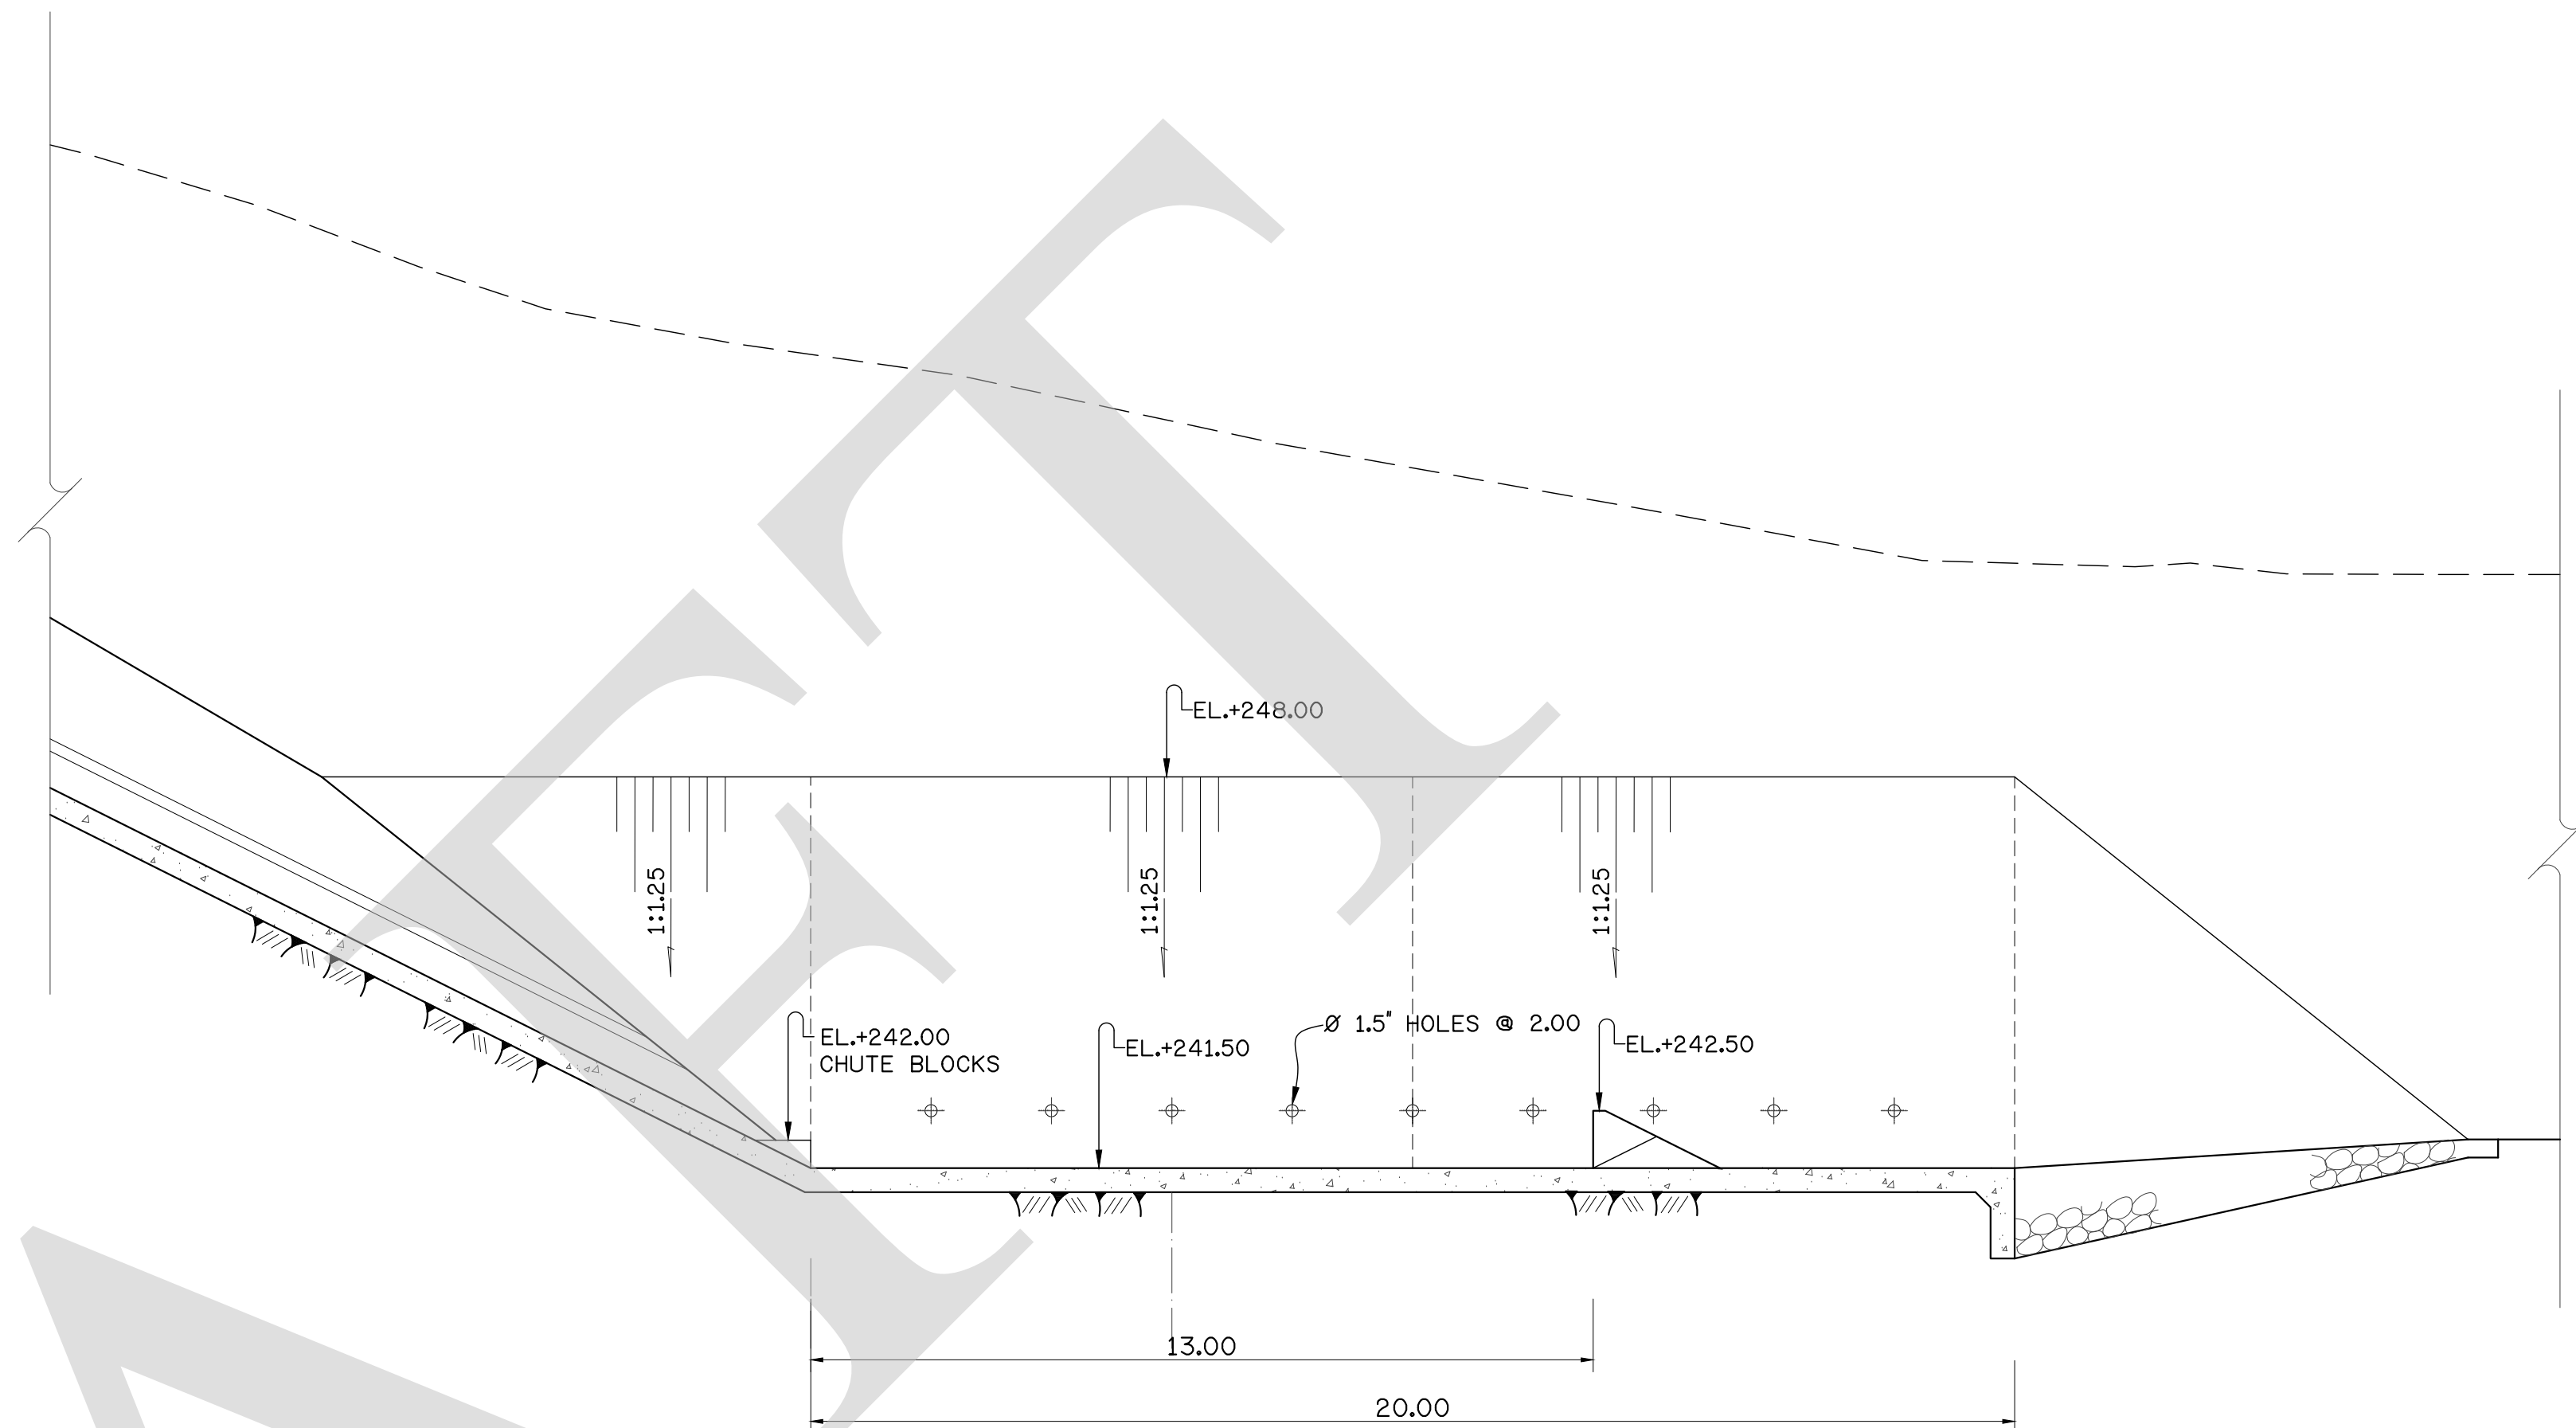 EL.+248.00
1:1.25
1:1.25
1:1.25
EL.+242.00
CHUTE BLOCKS
EL.+241.50
Ø 1.5" HOLES @ 2.00
EL.+242.50
13.00
20.00